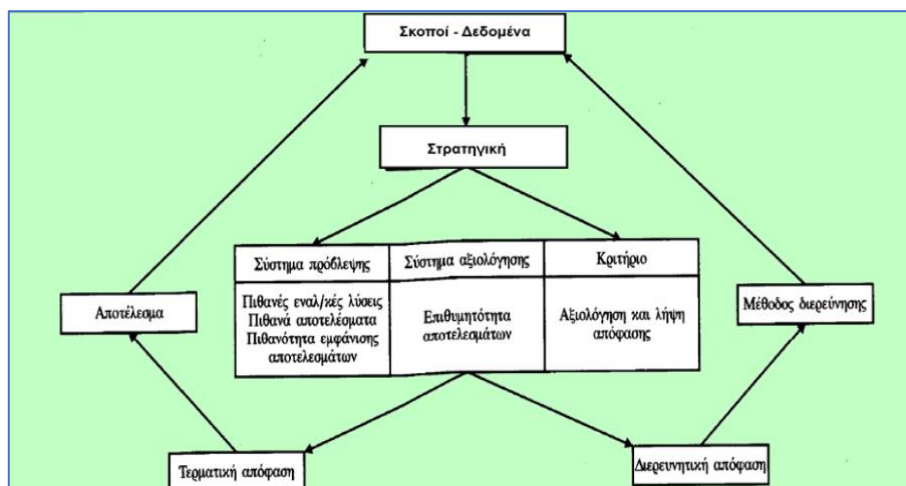 Σκοποί - Δεδομένα
Στρατηγική
Σύστημα πρόβλεψης
Σύστημα αξιολόγησης
Κριτήριο
Πιθανές εναλ/κές λύσεις
Πιθανά αποτελέσματα
Πιθανότητα εμφάνισης
αποτελεσμάτων
Επιθυμητότητα
αποτελεσμάτων
Αξιολόγηση και λήψη
απόφασης
Αποτέλεσμα
Μέθοδος διερεύνησης
Τερματική απόφαση
Διερευνητική απόφαση